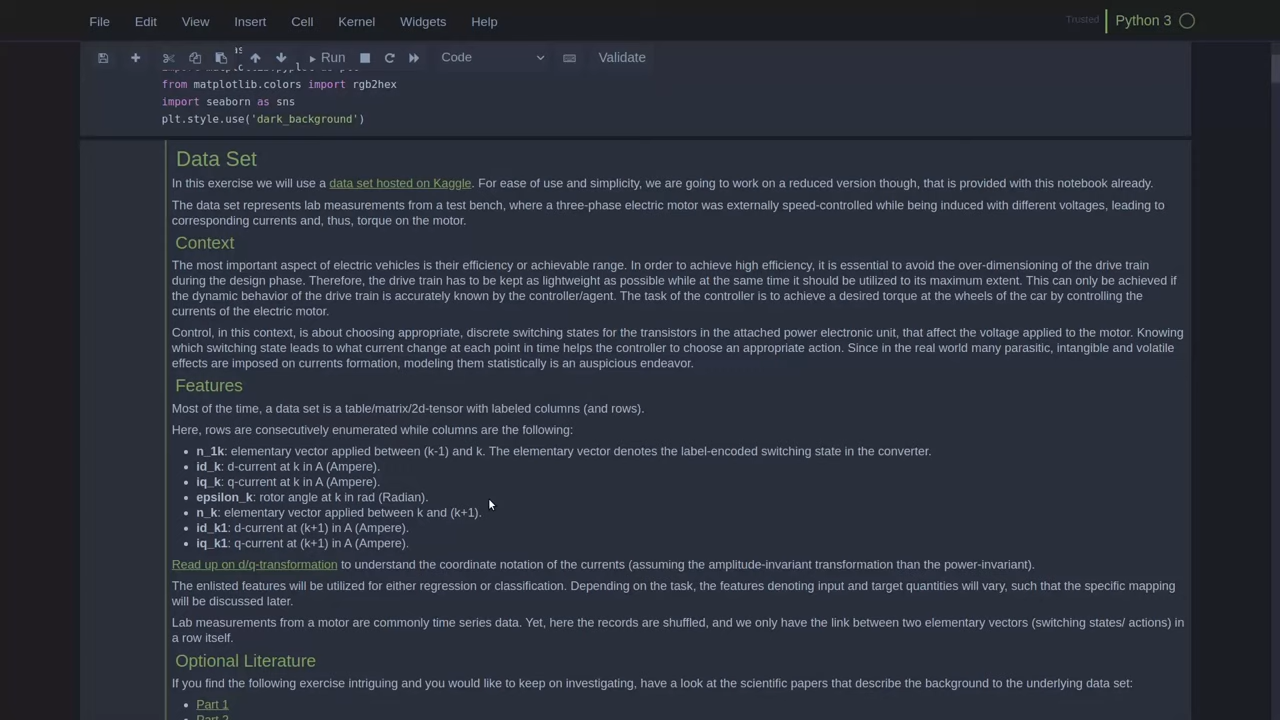 File Edit View Insert Cell Kernel Widgets Help Trusted Python 3
Run Code Validate
from matplotlib.colors import rgb2hex
import seaborn as sns
plt.style.use('dark_background')
Data Set
In this exercise we will use a data set hosted on Kaggle. For ease of use and simplicity, we are going to work on a reduced version though, that is provided with this notebook already.
The data set represents lab measurements from a test bench, where a three-phase electric motor was externally speed-controlled while being induced with different voltages, leading to
corresponding currents and, thus, torque on the motor.
Context
The most important aspect of electric vehicles is their efficiency or achievable range. In order to achieve high efficiency, it is essential to avoid the over-dimensioning of the drive train
during the design phase. Therefore, the drive train has to be kept as lightweight as possible while at the same time it should be utilized to its maximum extent. This can only be achieved if
the dynamic behavior of the drive train is accurately known by the controller/agent. The task of the controller is to achieve a desired torque at the wheels of the car by controlling the
currents of the electric motor.
Control, in this context, is about choosing appropriate, discrete switching states for the transistors in the attached power electronic unit, that affect the voltage applied to the motor. Knowing
which switching state leads to what current change at each point in time helps the controller to choose an appropriate action. Since in the real world many parasitic, intangible and volatile
effects are imposed on currents formation, modeling them statistically is an auspicious endeavor.
Features
Most of the time, a data set is a table/matrix/2d-tensor with labeled columns (and rows).
Here, rows are consecutively enumerated while columns are the following:
• n_1k: elementary vector applied between (k-1) and k. The elementary vector denotes the label-encoded switching state in the converter.
• id_k: d-current at k in A (Ampere).
• iq_k: q-current at k in A (Ampere).
• epsilon_k: rotor angle at k in rad (Radian).
• n_k: elementary vector applied between k and (k+1).
• id_k1: d-current at (k+1) in A (Ampere).
• iq_k1: q-current at (k+1) in A (Ampere).
Read up on d/q-transformation to understand the coordinate notation of the currents (assuming the amplitude-invariant transformation than the power-invariant).
The enlisted features will be utilized for either regression or classification. Depending on the task, the features denoting input and target quantities will vary, such that the specific mapping
will be discussed later.
Lab measurements from a motor are commonly time series data. Yet, here the records are shuffled, and we only have the link between two elementary vectors (switching states/ actions) in
a row itself.
Optional Literature
If you find the following exercise intriguing and you would like to keep on investigating, have a look at the scientific papers that describe the background to the underlying data set:
• Part 1
• Part 2